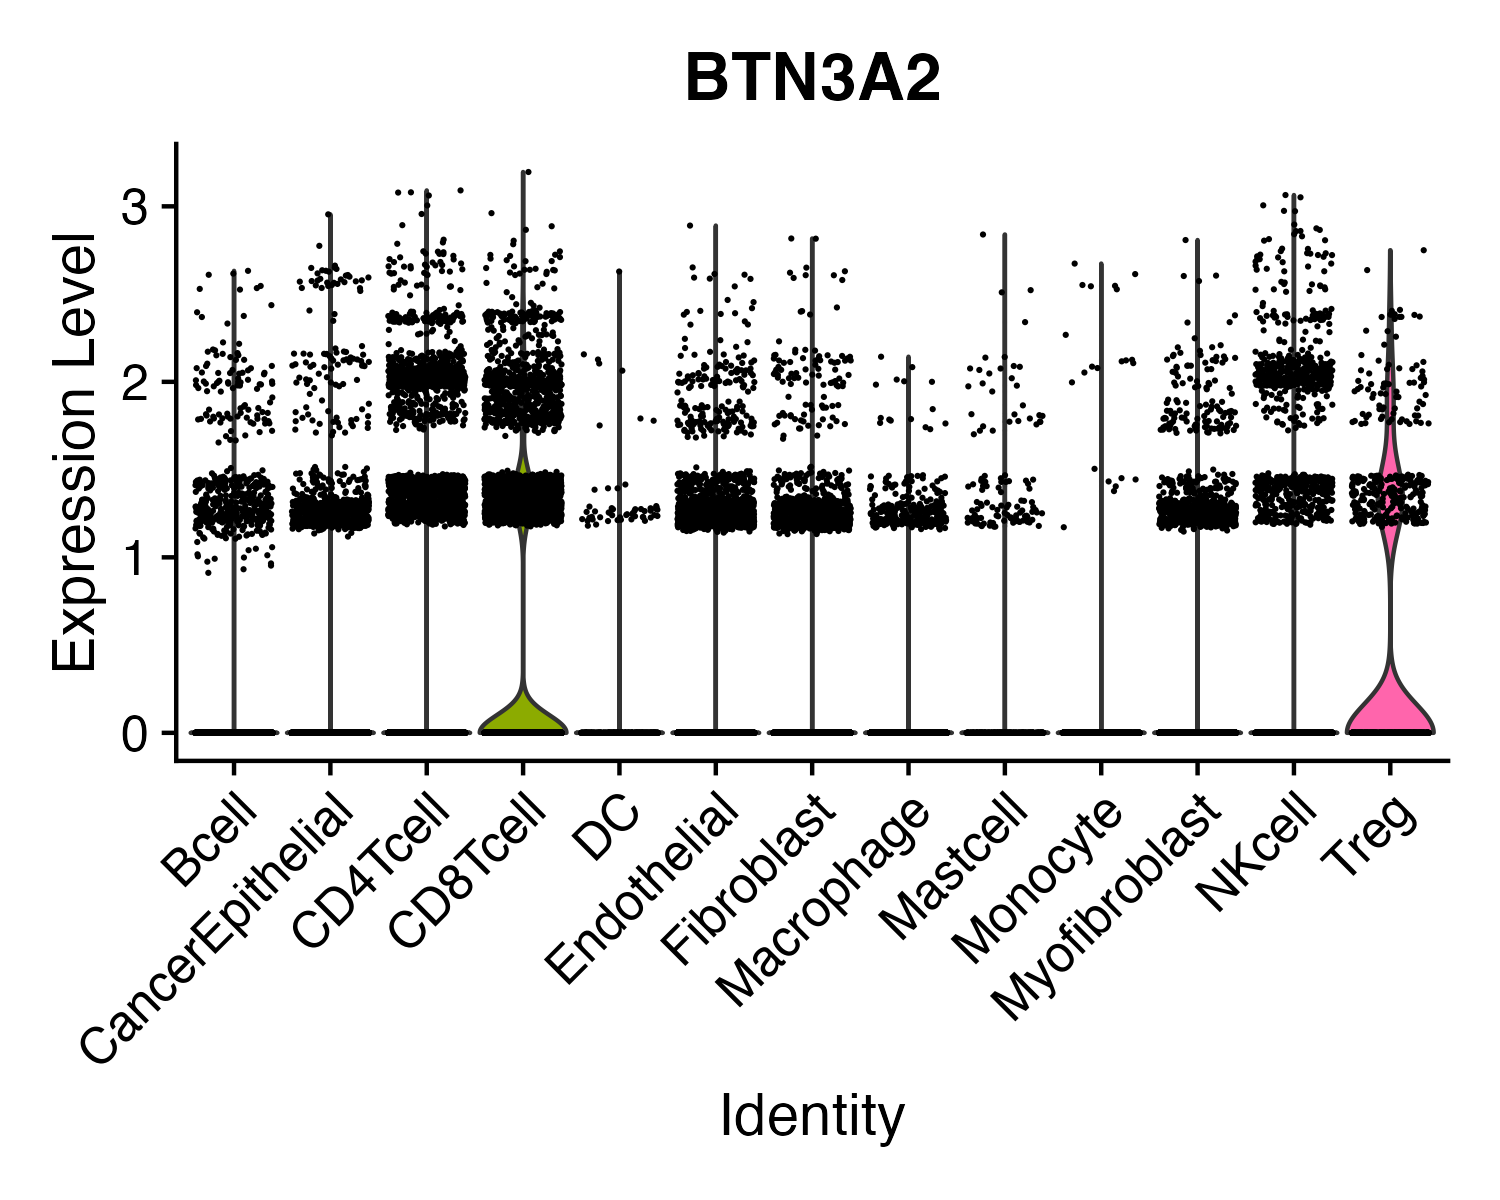 BTN3A2
Expression Level
3
2
1
0
Bcell
CancerEpithelial
CD4Tcell
CD8Tcell
DC
Endothelial
Fibroblast
Macrophage
Mastcell
Monocyte
Myofibroblast
NKcell
Treg
Identity